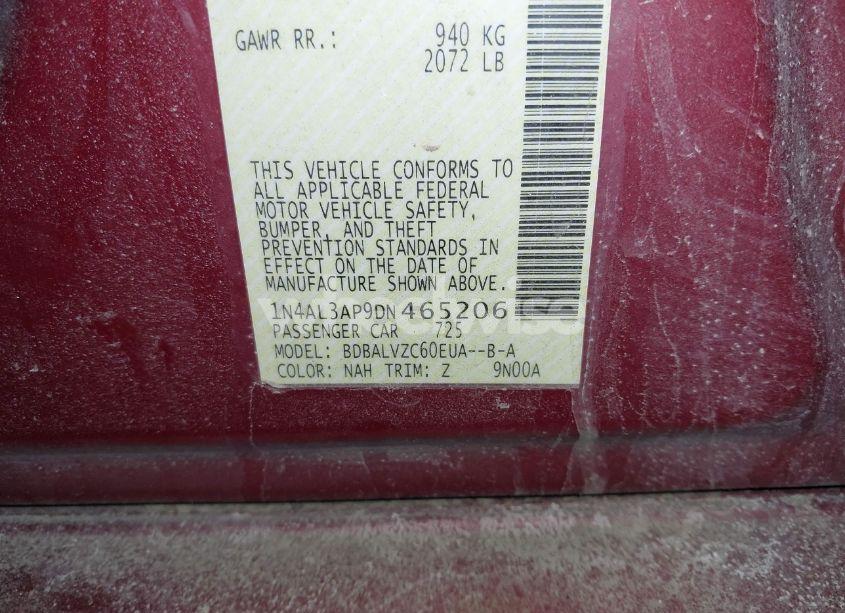 GAWR RR.: 940 KG
2072 LB
THIS VEHICLE CONFORMS TO
ALL APPLICABLE FEDERAL
MOTOR VEHICLE SAFETY,
BUMPER, AND THEFT
PREVENTION STANDARDS IN
EFFECT ON THE DATE OF
MANUFACTURE SHOWN ABOVE.
1N4AL3AP9DN465206
PASSENGER CAR 725
MODEL: BDBALVZC60EUA--B-A
COLOR: NAH TRIM: Z 9N00A